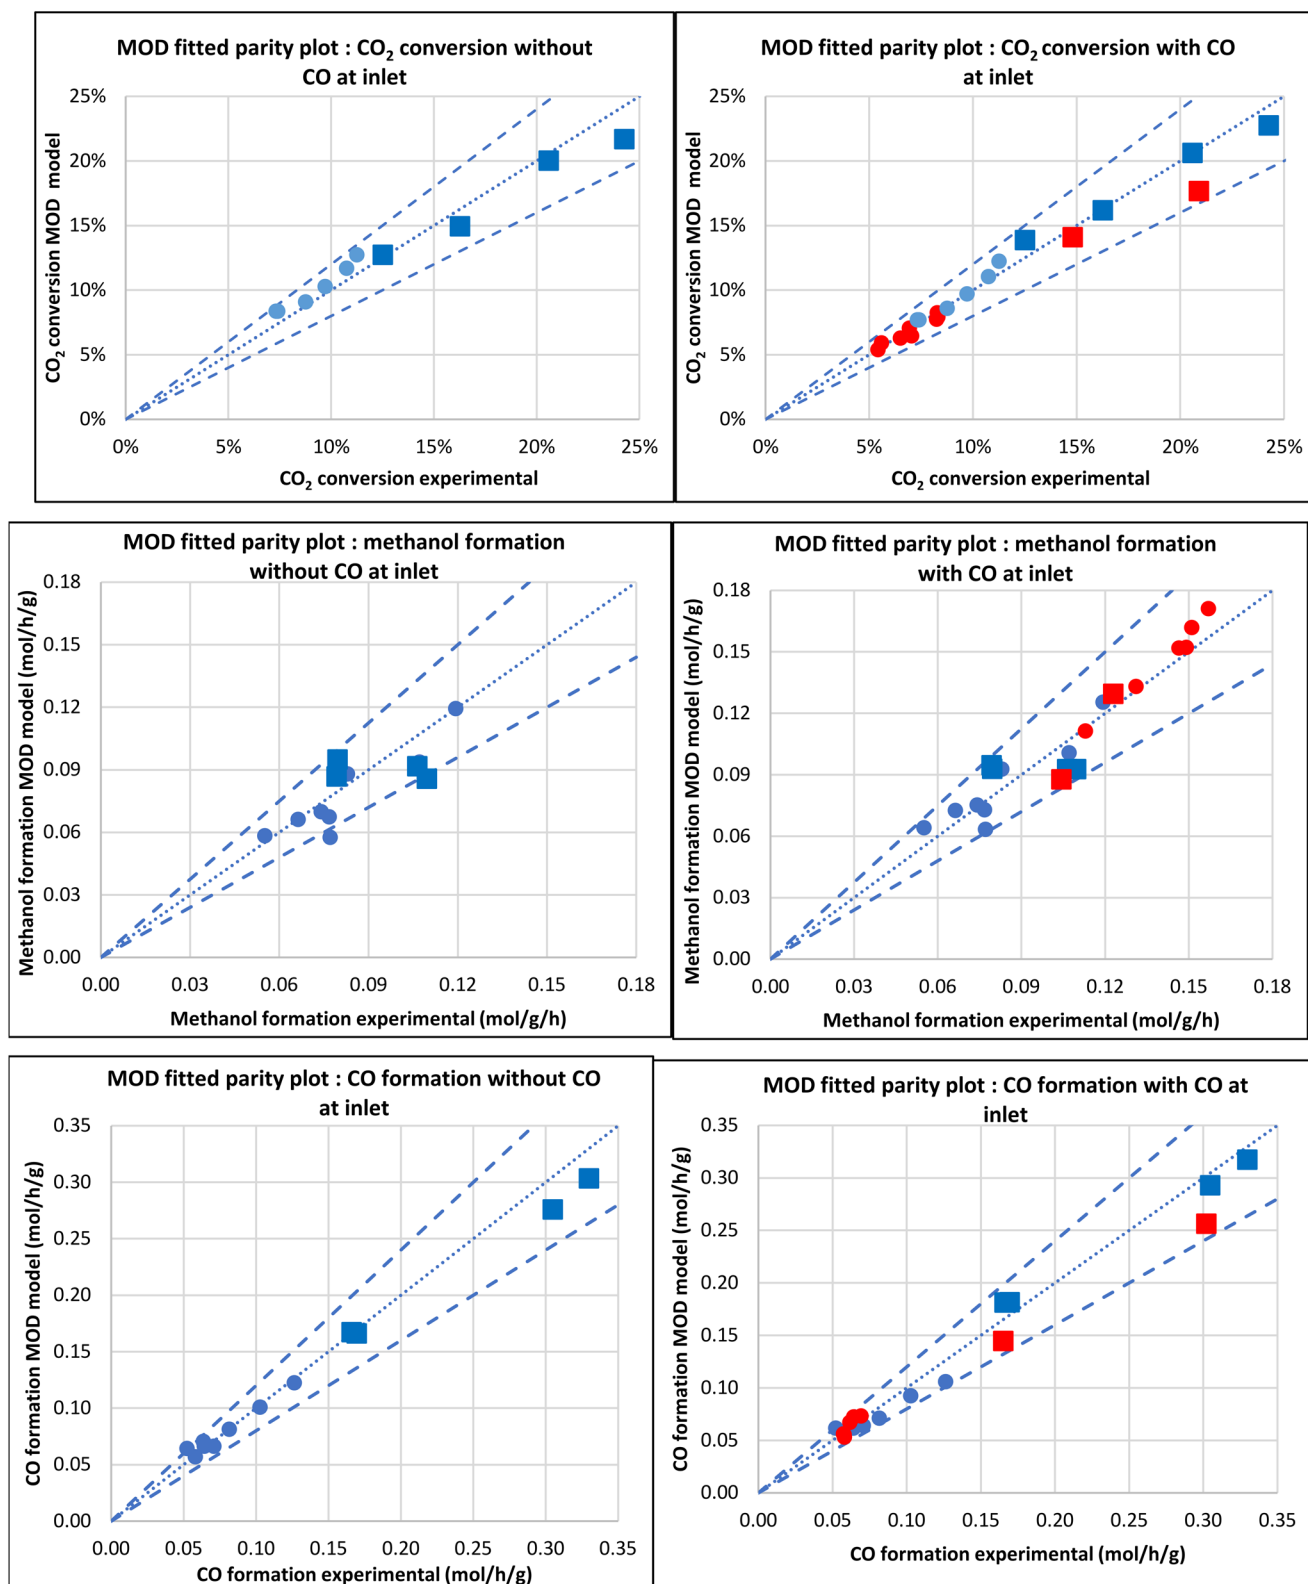 MOD fitted parity plot : CO₂ conversion without
CO at inlet
CO₂ conversion MOD  model
25%
20%
15%
10%
5%
0%
0% 5% 10% 15% 20% 25%
CO₂ conversion experimental
MOD fitted parity plot : CO₂ conversion with CO
at inlet
CO₂ conversion MOD  model
25%
20%
15%
10%
5%
0%
0% 5% 10% 15% 20% 25%
CO₂ conversion experimental
MOD fitted parity plot : methanol formation
without CO at inlet
Methanol formation MOD model (mol/h/g)
0.18
0.15
0.12
0.09
0.06
0.03
0.00
0.00 0.03 0.06 0.09 0.12 0.15 0.18
Methanol formation experimental (mol/g/h)
MOD fitted parity plot : methanol formation
with CO at inlet
Methanol formation MOD model (mol/h/g)
0.18
0.15
0.12
0.09
0.06
0.03
0.00
0.00 0.03 0.06 0.09 0.12 0.15 0.18
Methanol formation experimental (mol/g/h)
MOD fitted parity plot : CO formation without CO
at inlet
CO formation MOD model (mol/h/g)
0.35
0.30
0.25
0.20
0.15
0.10
0.05
0.00
0.00 0.05 0.10 0.15 0.20 0.25 0.30 0.35
CO formation experimental (mol/h/g)
MOD fitted parity plot : CO formation with CO at
inlet
CO formation MOD model (mol/h/g)
0.35
0.30
0.25
0.20
0.15
0.10
0.05
0.00
0.00 0.05 0.10 0.15 0.20 0.25 0.30 0.35
CO formation experimental (mol/h/g)